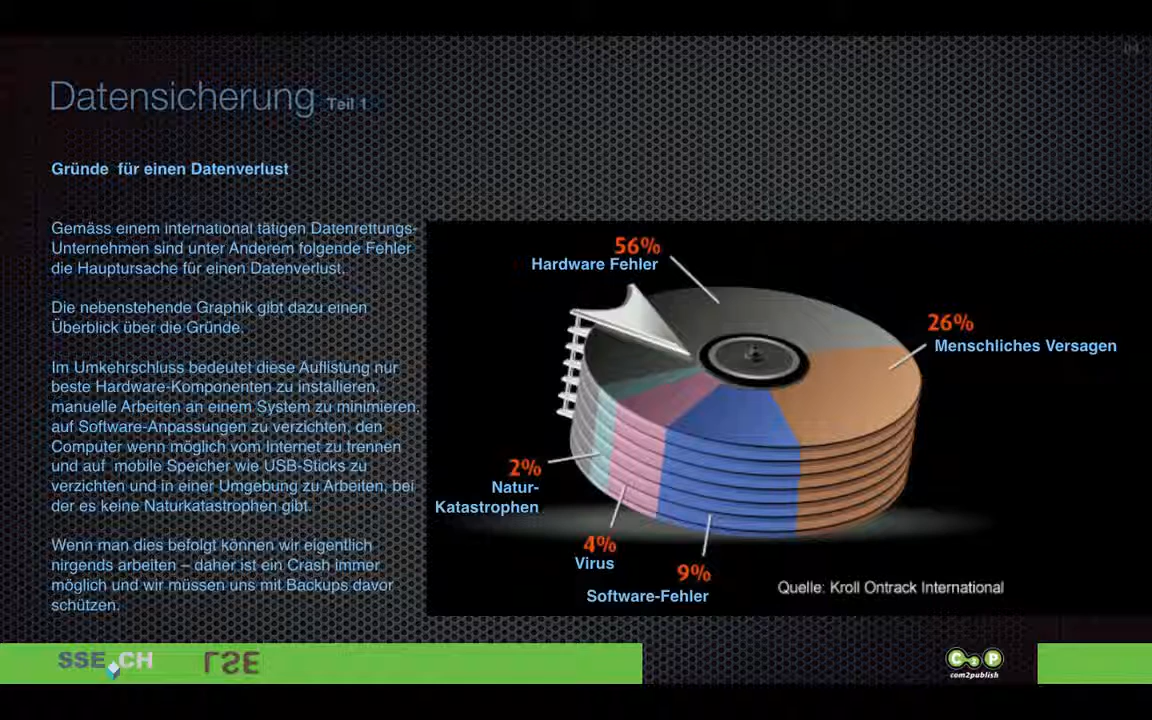 Datensicherung Teil 1
Gründe  für einen Datenverlust
Gemäss einem international tätigen Datenrettungs-
Unternehmen sind unter Anderem folgende Fehler
die Hauptursache für einen Datenverlust.
Die nebenstehende Graphik gibt dazu einen
Überblick über die Gründe.
Im Umkehrschluss bedeutet diese Auflistung nur
beste Hardware-Komponenten zu installieren,
manuelle Arbeiten an einem System zu minimieren,
auf Software-Anpassungen zu verzichten, den
Computer wenn möglich vom Internet zu trennen
und auf  mobile Speicher wie USB-Sticks zu
verzichten und in einer Umgebung zu Arbeiten, bei
der es keine Naturkatastrophen gibt.
Wenn man dies befolgt können wir eigentlich
nirgends arbeiten – daher ist ein Crash immer
möglich und wir müssen uns mit Backups davor
schützen.
56%
Hardware Fehler
26%
Menschliches Versagen
2%
Natur-
Katastrophen
4%
Virus
9%
Software-Fehler
Quelle: Kroll Ontrack International
SSE.CH
C2P
com2publish